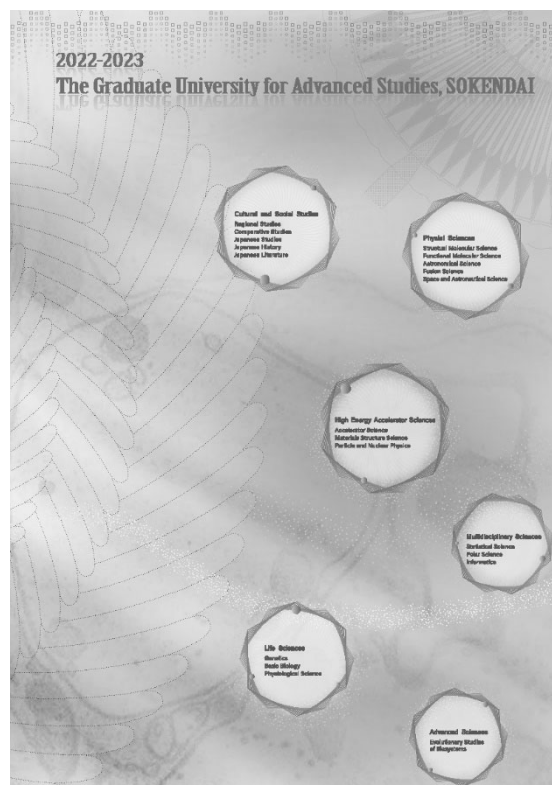 2022-2023
The Graduate University for Advanced Studies, SOKENDAI
Cultural and Social Studies
Regional Studies
Comparative Studies
Japanese Studies
Japanese History
Japanese Literature
Physical Sciences
Structural Molecular Science
Functional Molecular Science
Astronomical Science
Fusion Science
Space and Astronautical Science
High Energy Accelerator Sciences
Accelerator Science
Materials Structure Science
Particle and Nuclear Physics
Multidisciplinary Sciences
Statistical Science
Polar Science
Informatics
Life Sciences
Genetics
Basic Biology
Physiological Science
Advanced Sciences
Evolutionary Studies
of Biosystems